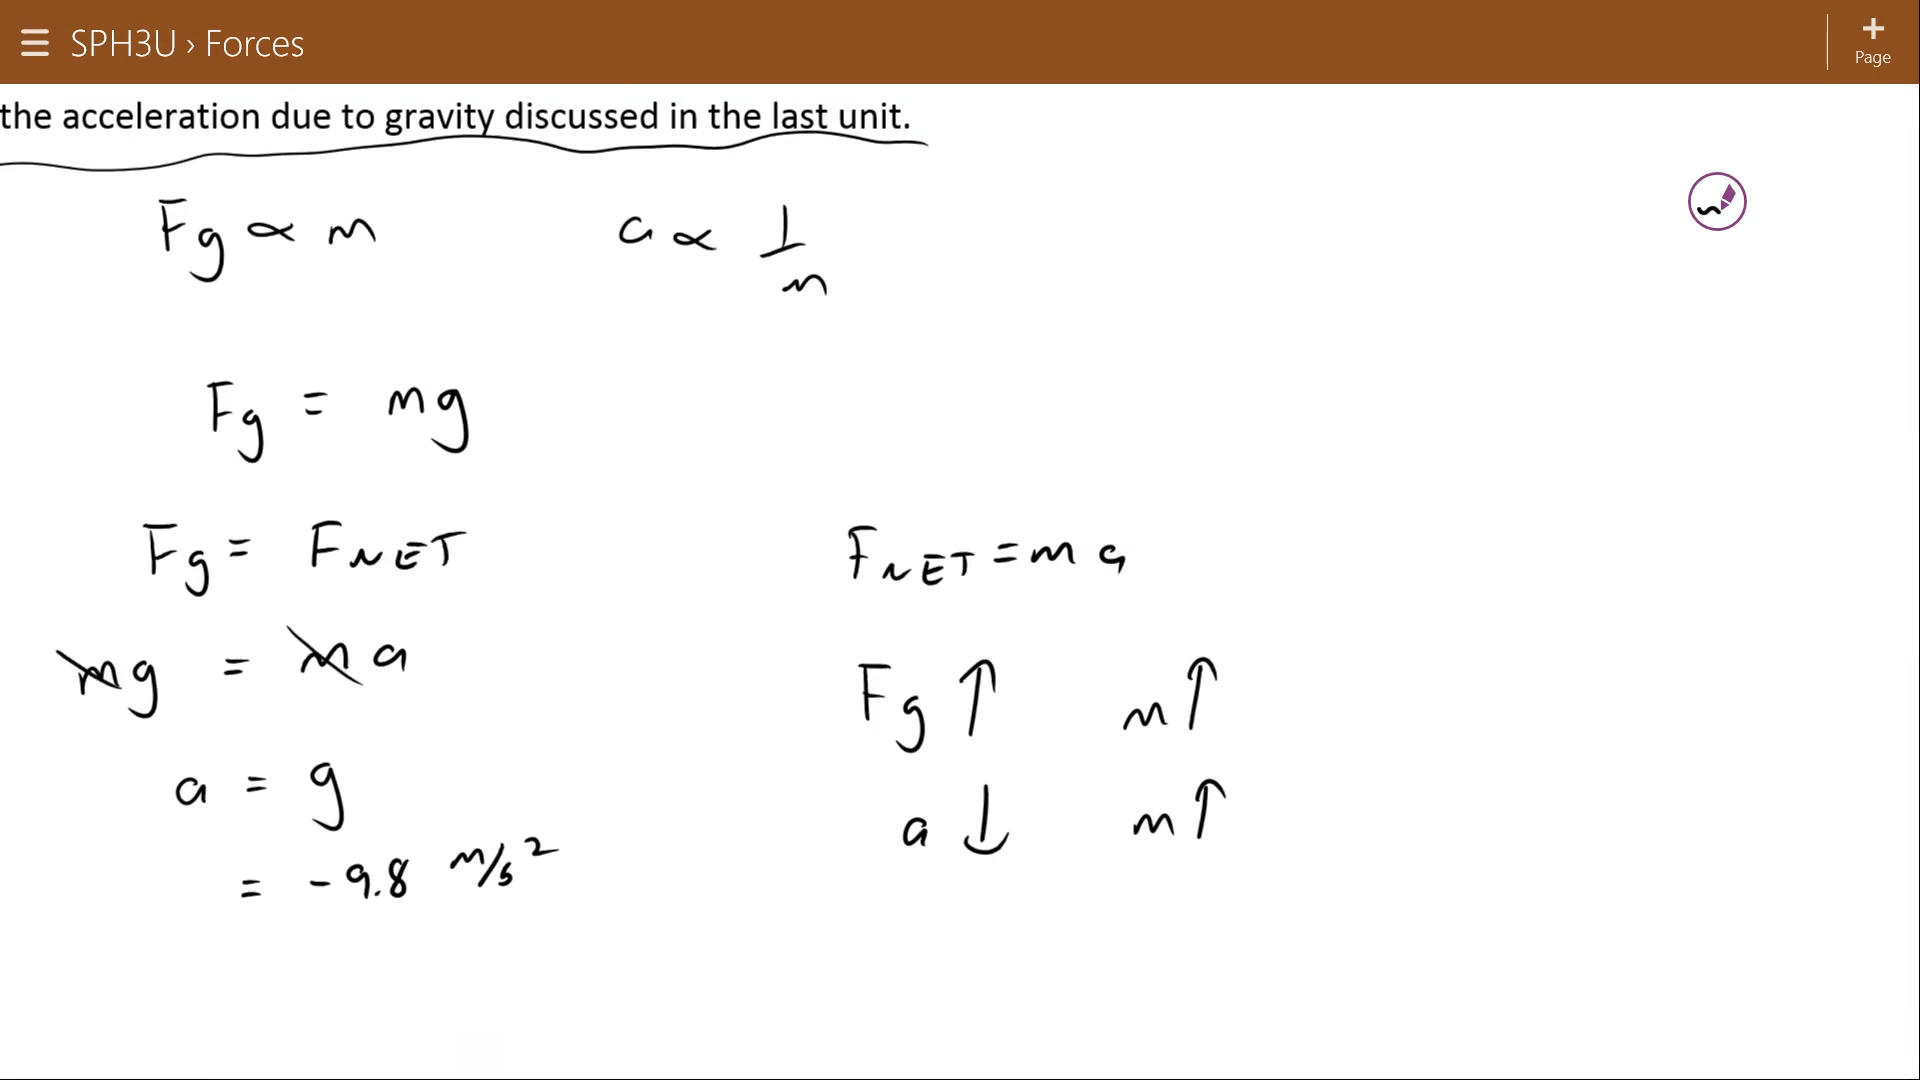 SPH3U › Forces
+
Page
the acceleration due to gravity discussed in the last unit.
Fg ∝ m
a ∝ 1/m
Fg = mg
Fg = FNET
FNET = ma
mg = ma
Fg ↑ m ↑
a = g
a ↓ m ↑
= -9.8 m/s²